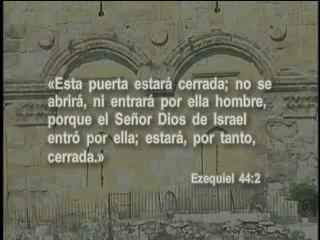 «Esta puerta estará cerrada; no se
abrirá, ni entrará por ella hombre,
porque el Señor Dios de Israel
entró por ella; estará, por tanto,
cerrada.»
Ezequiel 44:2